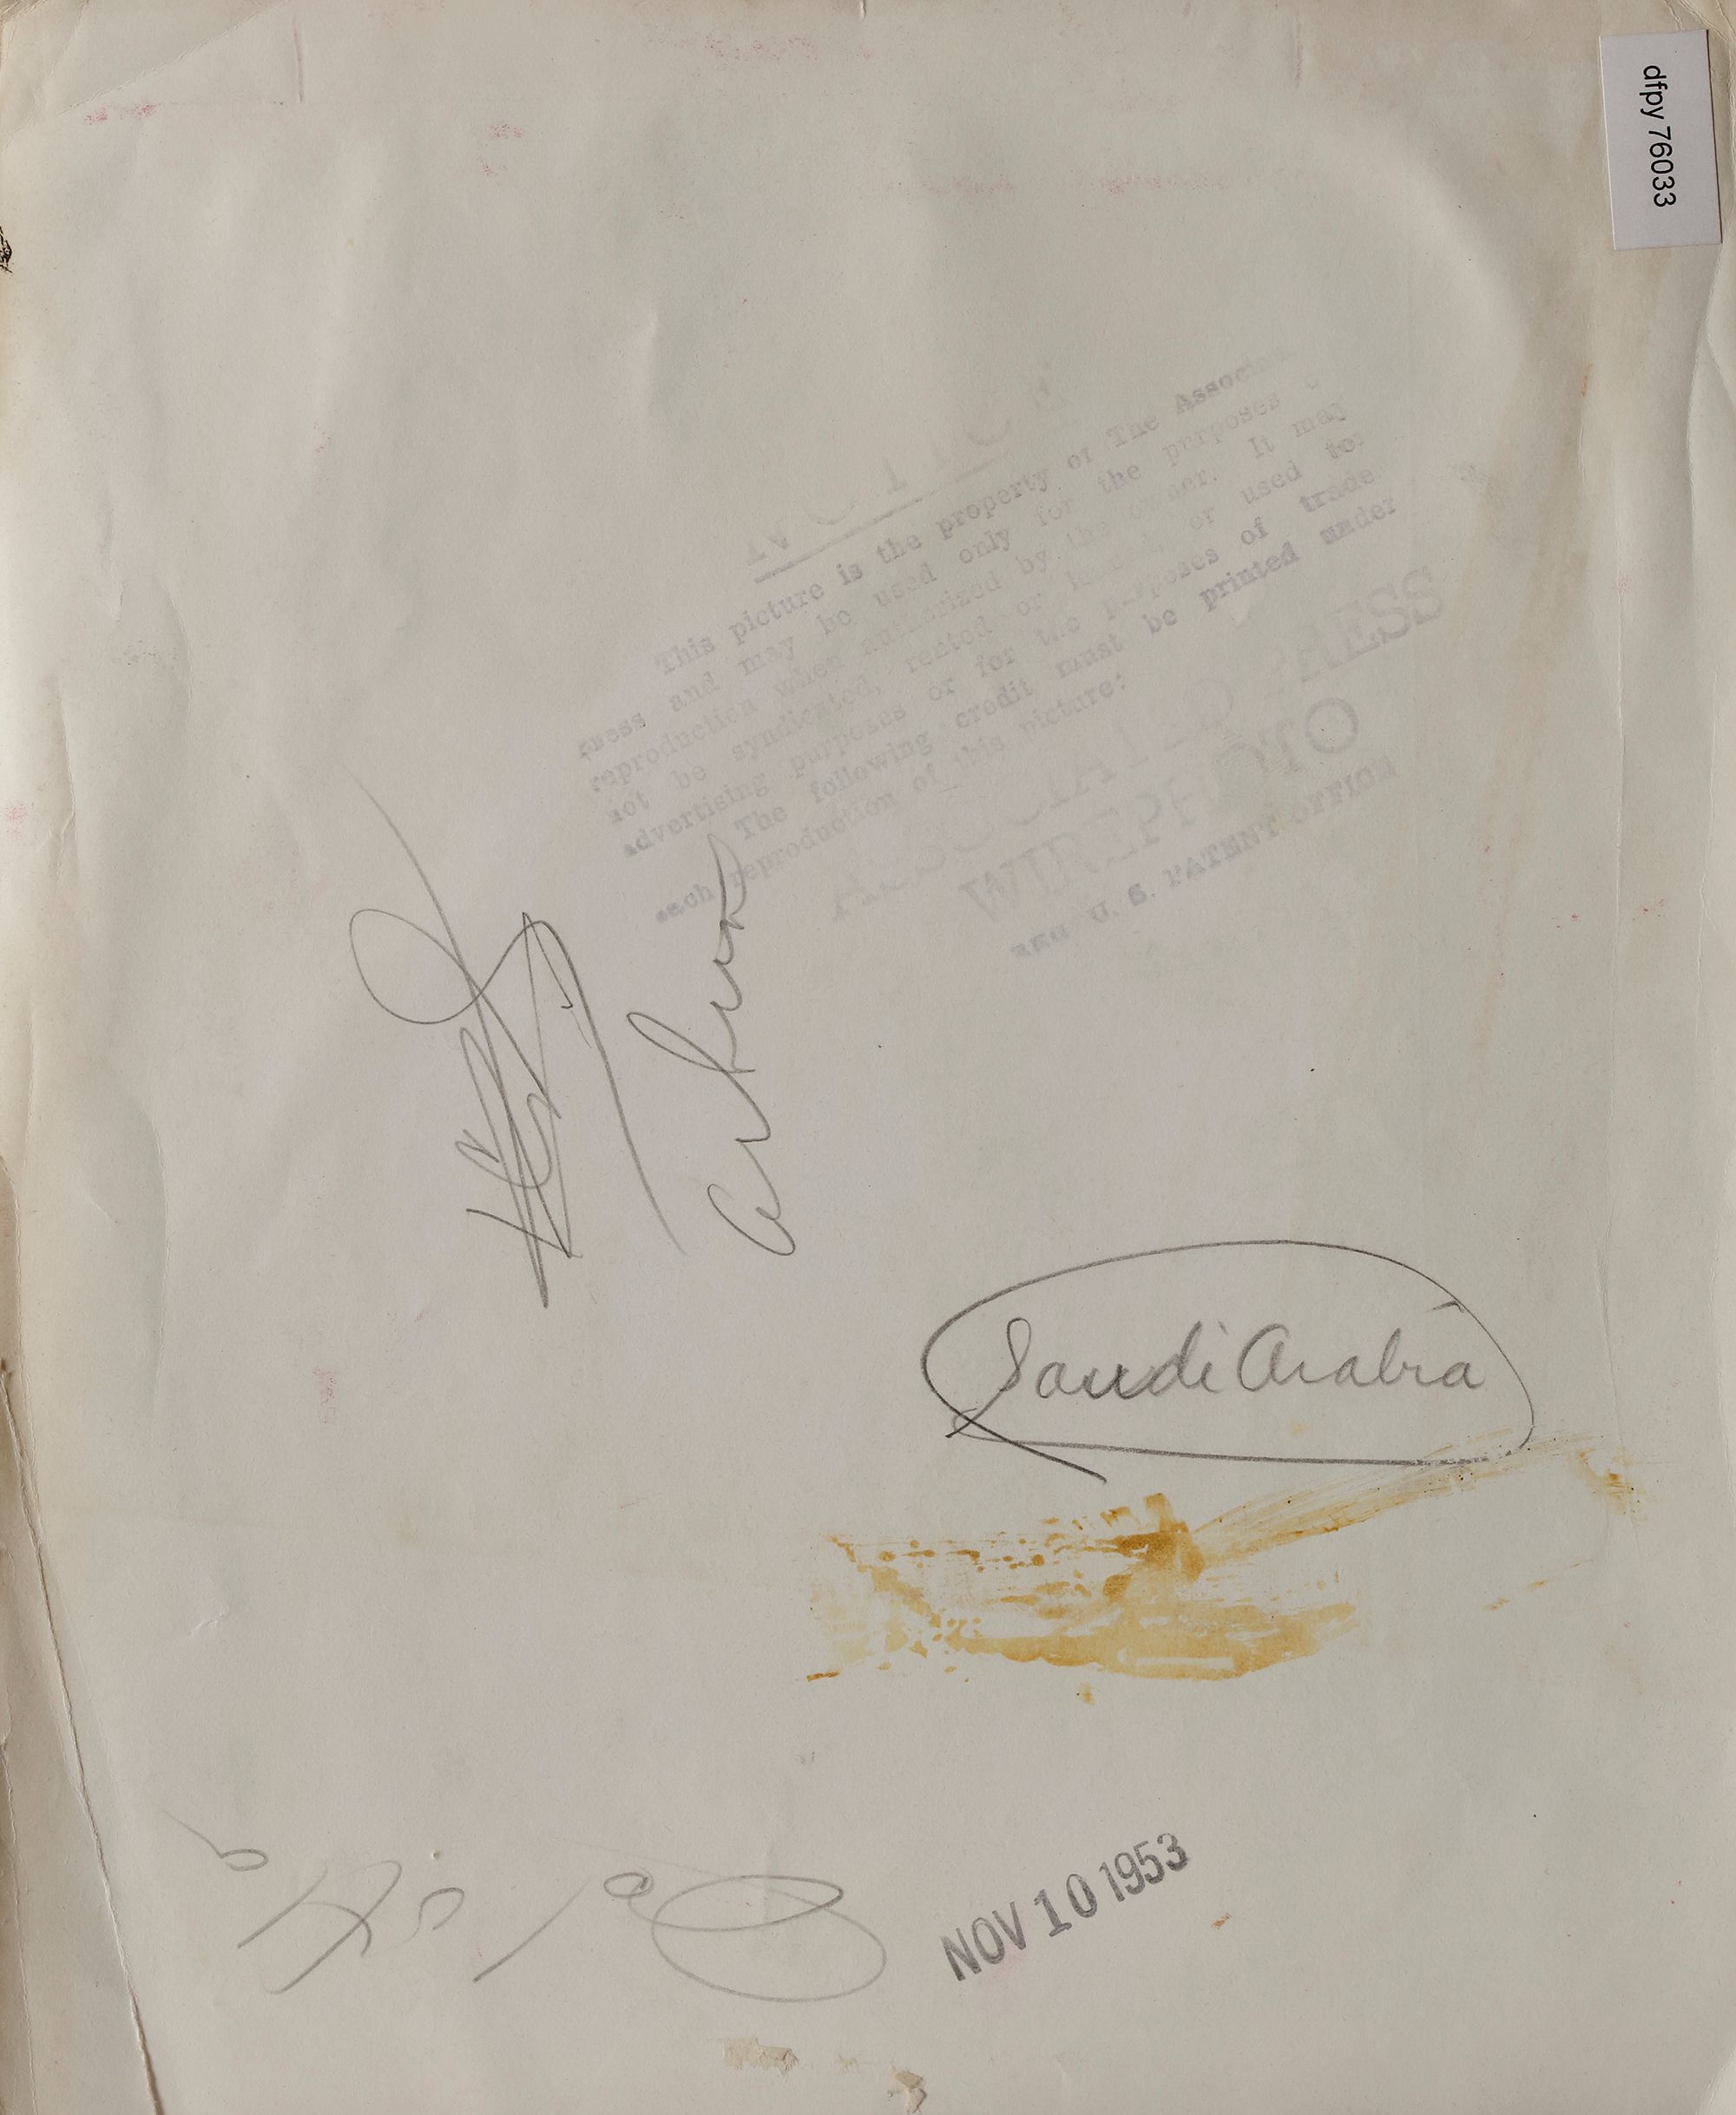 dfpy 76033
NOTICE
This picture is the property of The Associ
ress and may be used only for the purposes o
reproduction when authorized by the owner. It may
not be syndicated, rented or loaned, or used for
advertising purposes or for the purposes of trade
The following credit must be printed under
each reproduction of this picture:
ASSOCIATED PRESS
WIREPHOTO
REG U. S. PATENT OFFICE
Saudi Arabia
NOV 10 1953